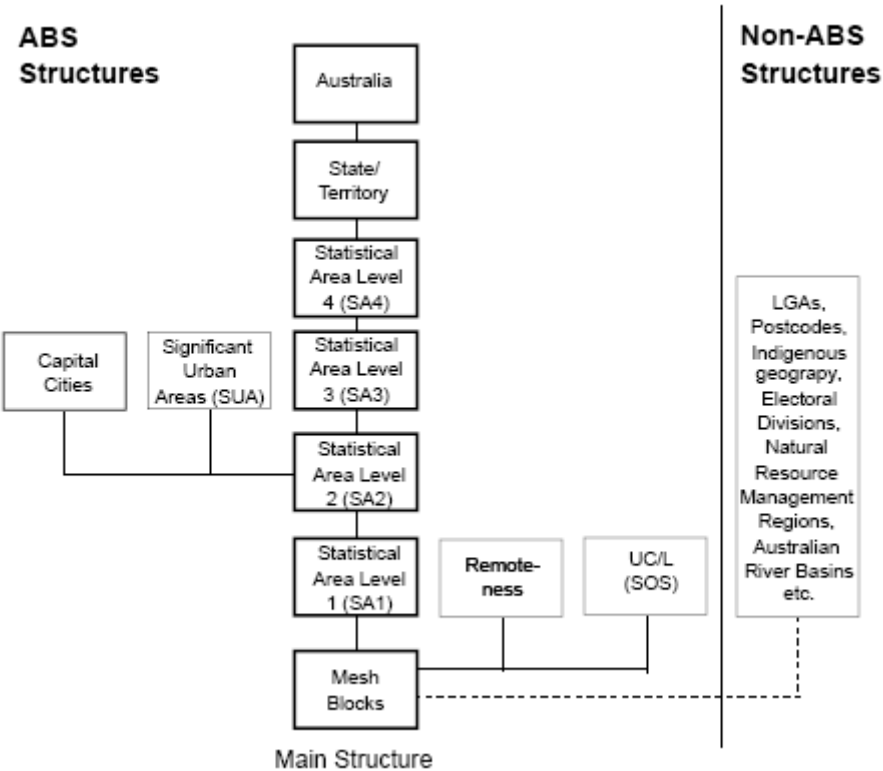 ABS
Structures
Non-ABS
Structures
Australia
State/
Territory
Statistical
Area Level
4 (SA4)
Capital
Cities
Significant
Urban
Areas (SUA)
Statistical
Area Level
3 (SA3)
Statistical
Area Level
2 (SA2)
Statistical
Area Level
1 (SA1)
Remote-
ness
UC/L
(SOS)
LGAs,
Postcodes,
Indigenous
geograpy,
Electoral
Divisions,
Natural
Resource
Management
Regions,
Australian
River Basins
etc.
Mesh
Blocks
Main Structure